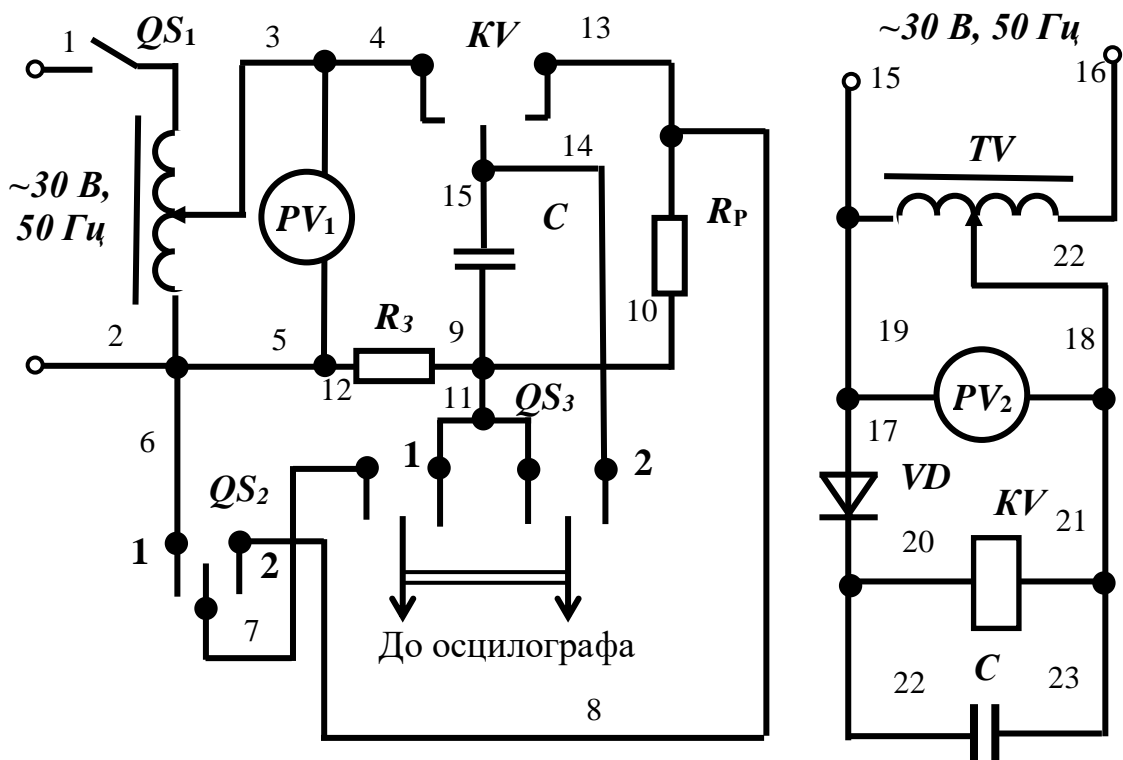 1
QS₁
3
4
KV
13
~30 В, 50 Гц
15
16
TV
14
15
C
~30 В,
50 Гц
PV₁
Rᴘ
22
10
2
5
R₃
9
19
18
12
11
QS₃
PV₂
17
6
1
2
QS₂
VD
KV
21
20
1
2
7
До осцилографа
C
22
23
8